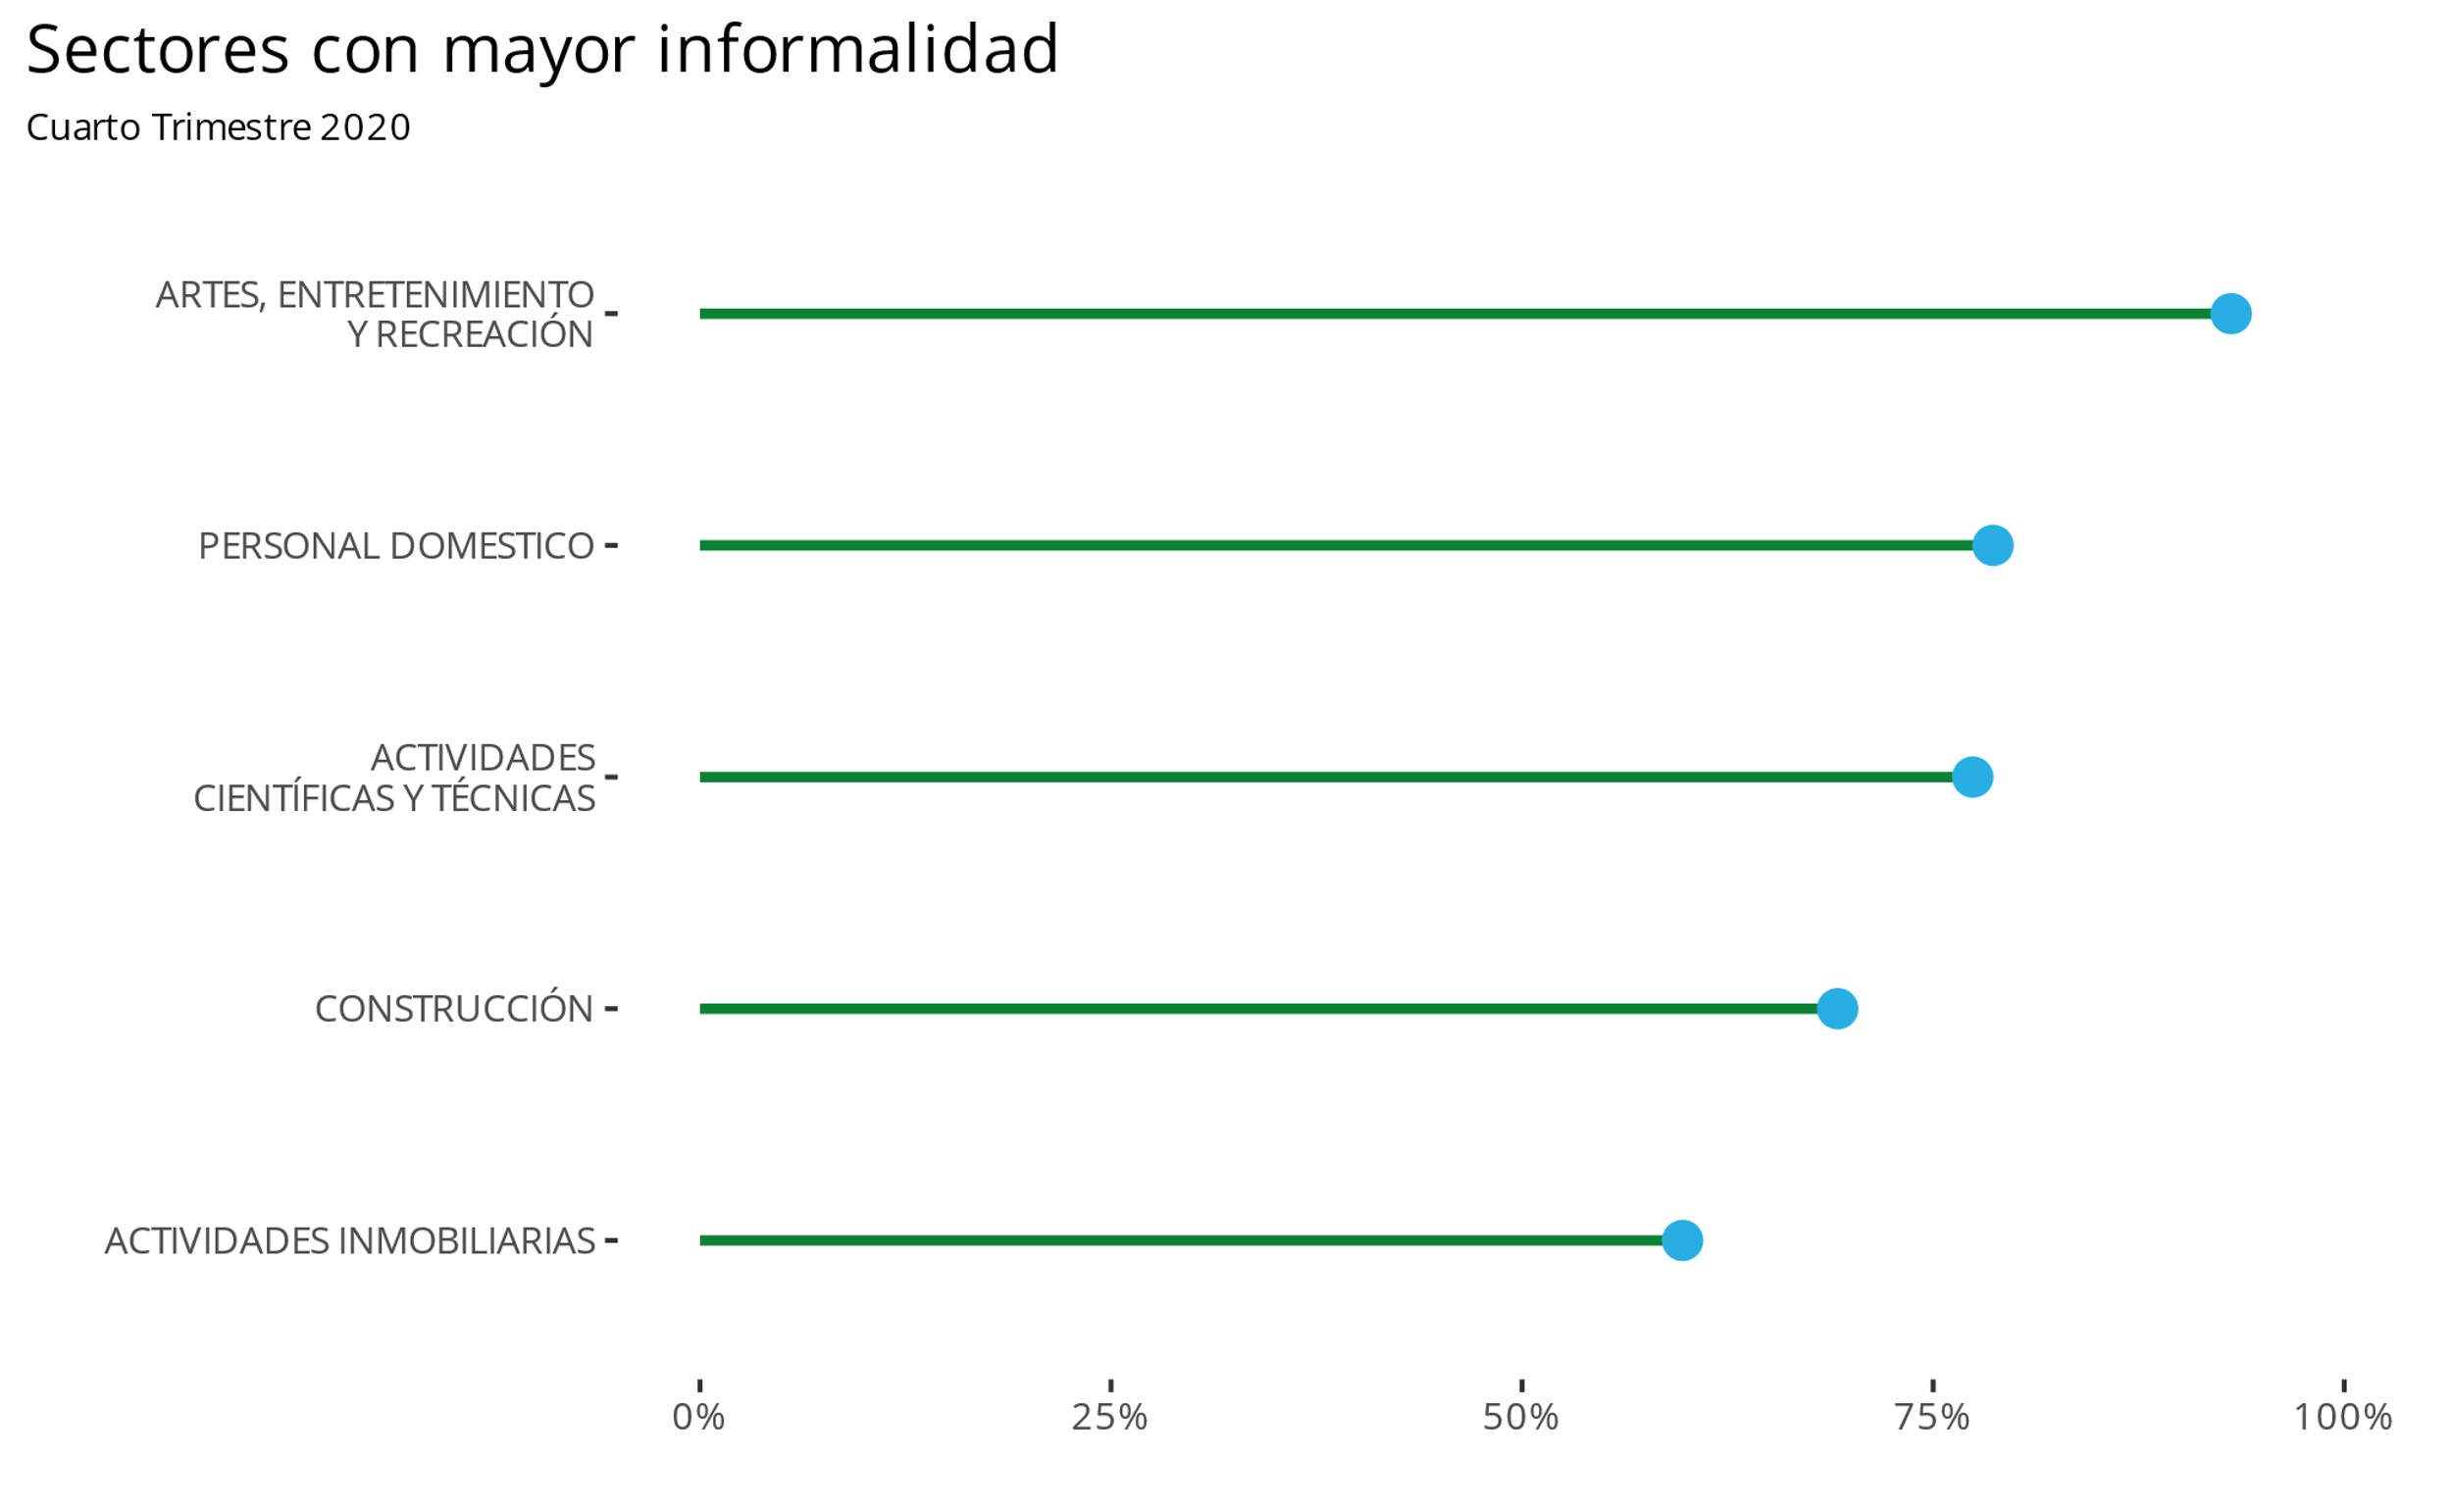 Sectores con mayor informalidad
Cuarto Trimestre 2020
ARTES, ENTRETENIMIENTO
Y RECREACIÓN
PERSONAL DOMESTICO
ACTIVIDADES
CIENTÍFICAS Y TÉCNICAS
CONSTRUCCIÓN
ACTIVIDADES INMOBILIARIAS
0% 25% 50% 75% 100%